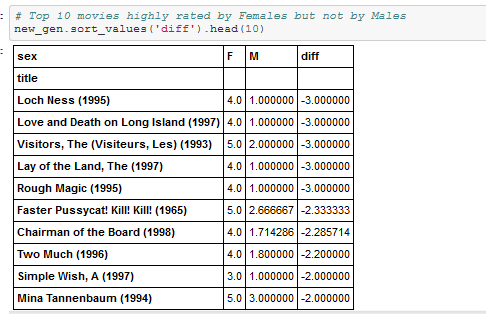 # Top 10 movies highly rated by Females but not by Males
new_gen.sort_values('diff').head(10)
sex F M diff
title
Loch Ness (1995) 4.0 1.000000 -3.000000
Love and Death on Long Island (1997) 4.0 1.000000 -3.000000
Visitors, The (Visiteurs, Les) (1993) 5.0 2.000000 -3.000000
Lay of the Land, The (1997) 4.0 1.000000 -3.000000
Rough Magic (1995) 4.0 1.000000 -3.000000
Faster Pussycat! Kill! Kill! (1965) 5.0 2.666667 -2.333333
Chairman of the Board (1998) 4.0 1.714286 -2.285714
Two Much (1996) 4.0 1.800000 -2.200000
Simple Wish, A (1997) 3.0 1.000000 -2.000000
Mina Tannenbaum (1994) 5.0 3.000000 -2.000000